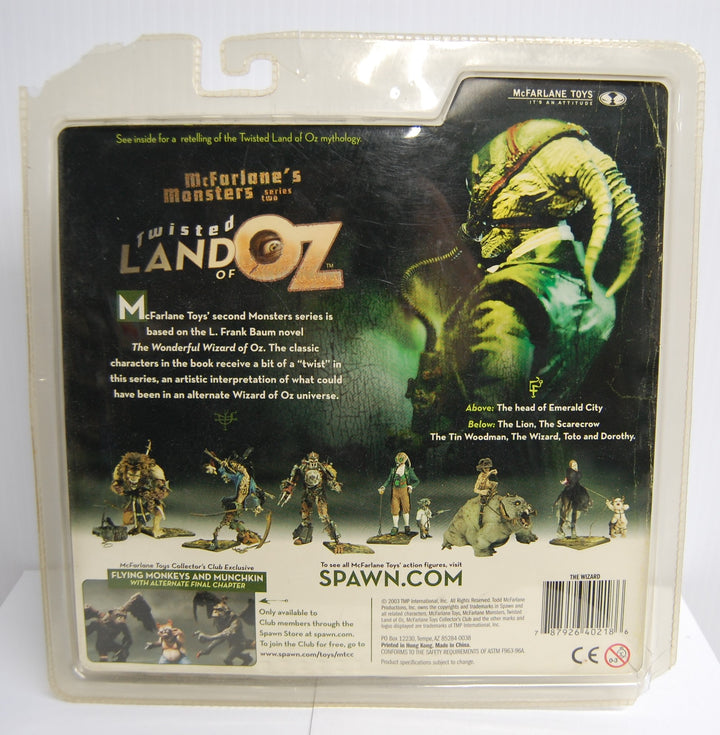 McFARLANE TOYS
IT'S AN ATTITUDE
See inside for a retelling of the Twisted Land of Oz mythology.
McFarlane's
Monsters series
two
Twisted
LAND OF OZ™
McFarlane Toys' second Monsters series is
based on the L. Frank Baum novel
The Wonderful Wizard of Oz. The classic
characters in the book receive a bit of a "twist" in
this series, an artistic interpretation of what could
have been in an alternate Wizard of Oz universe.
Above: The head of Emerald City
Below: The Lion, The Scarecrow
The Tin Woodman, The Wizard, Toto and Dorothy.
McFarlane Toys Collector's Club Exclusive
FLYING MONKEYS AND MUNCHKIN
WITH ALTERNATE FINAL CHAPTER
Only available to
Club members through the
Spawn Store at spawn.com.
To join the Club for free, go to
www.spawn.com/toys/mtcc
To see all McFarlane Toys' action figures, visit
SPAWN.COM
© 2003 TMP International, Inc. All Rights Reserved. Todd McFarlane
Productions, Inc. owns the copyrights and trademarks in Spawn and
all related characters. McFarlane Toys, McFarlane Monsters, Twisted
Land of Oz, McFarlane Toys Collector's Club and the other marks and
logos displayed are trademarks of TMP International, Inc.
PO Box 12230, Tempe, AZ 85284-0038
Printed in Hong Kong. Made in China.
CONFORMS TO THE SAFETY REQUIREMENTS OF ASTM F963-96A.
Product specifications subject to change.
THE WIZARD
7 87926 40218 6
CE
0-3